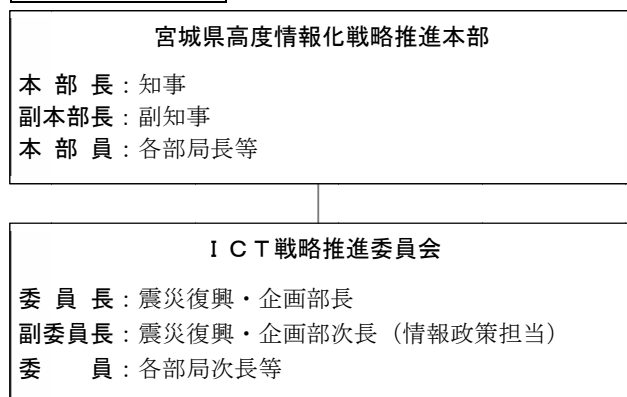 宮城県高度情報化戦略推進本部
本部長：知事
副本部長：副知事
本部員：各部局長等
ＩＣＴ戦略推進委員会
委員長：震災復興・企画部長
副委員長：震災復興・企画部次長（情報政策担当）
委　　員：各部局次長等